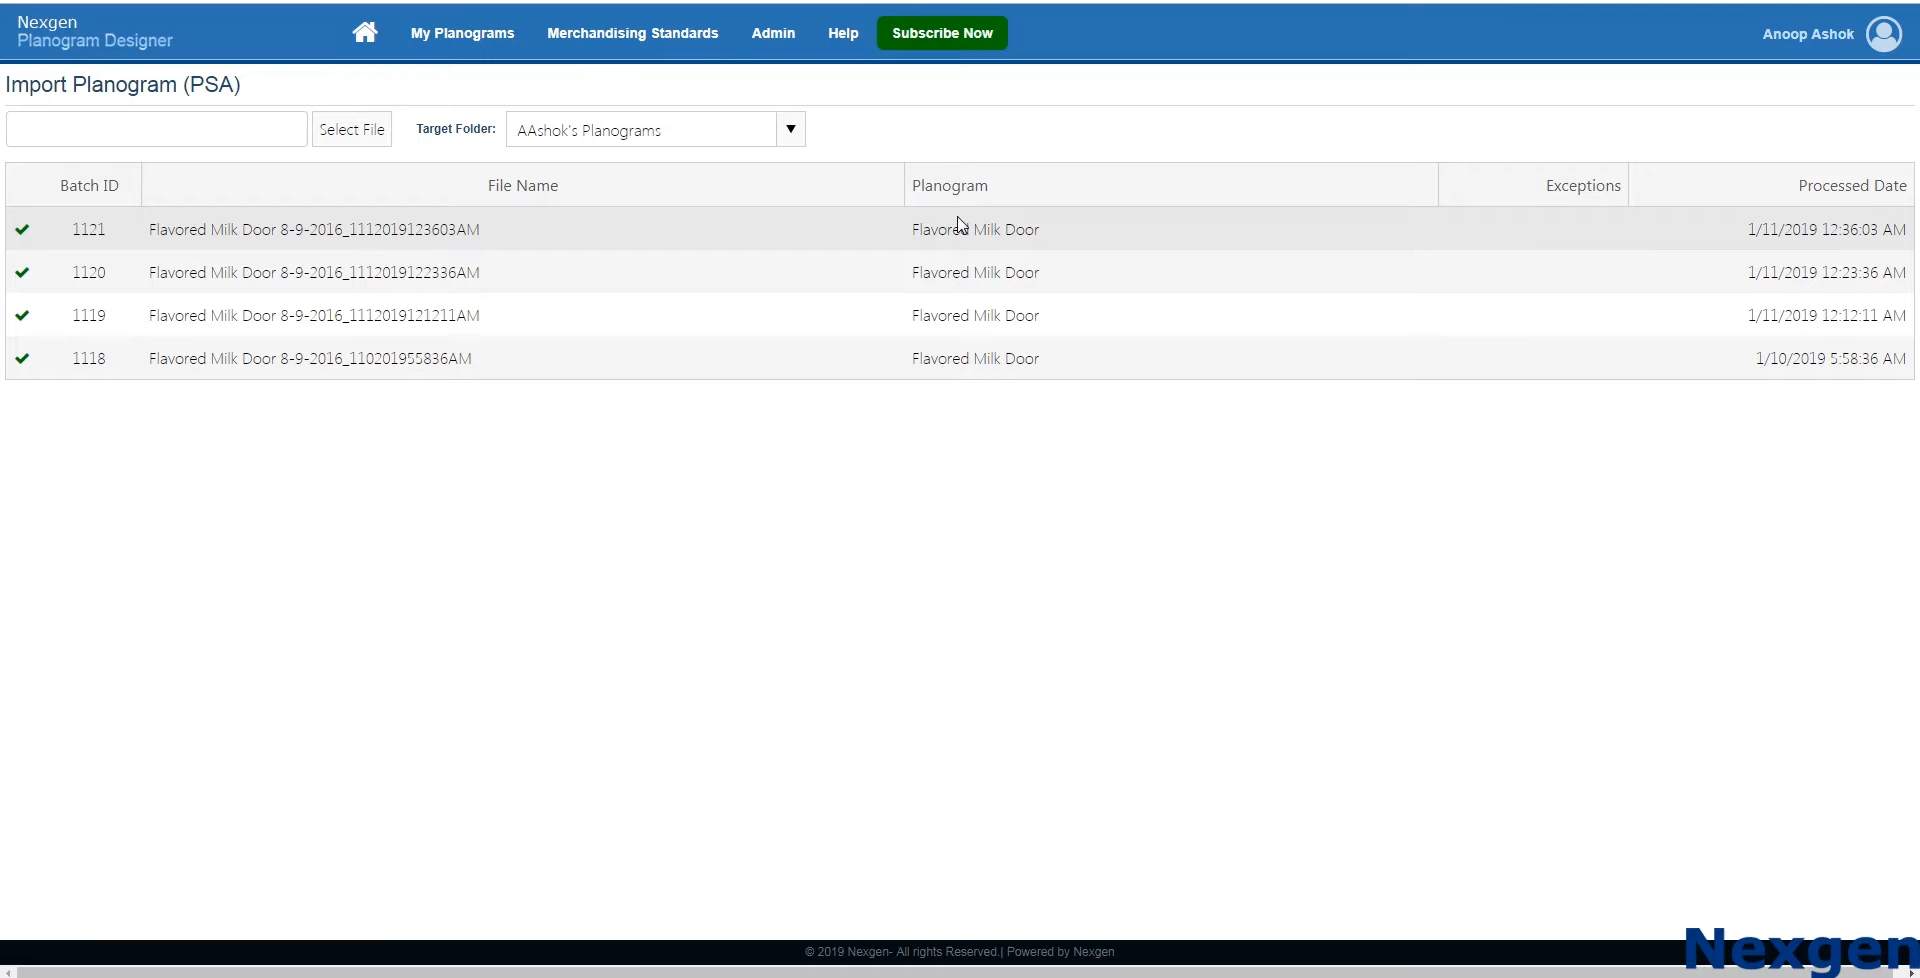 Nexgen
Planogram Designer
My Planograms Merchandising Standards Admin Help Subscribe Now Anoop Ashok
Import Planogram (PSA)
Select File Target Folder: AAshok's Planograms
Batch ID File Name Planogram Exceptions Processed Date
1121 Flavored Milk Door 8-9-2016_1112019123603AM Flavored Milk Door 1/11/2019 12:36:03 AM
1120 Flavored Milk Door 8-9-2016_1112019122336AM Flavored Milk Door 1/11/2019 12:23:36 AM
1119 Flavored Milk Door 8-9-2016_1112019121211AM Flavored Milk Door 1/11/2019 12:12:11 AM
1118 Flavored Milk Door 8-9-2016_110201955836AM Flavored Milk Door 1/10/2019 5:58:36 AM
© 2019 Nexgen- All rights Reserved.| Powered by Nexgen
Nexgen